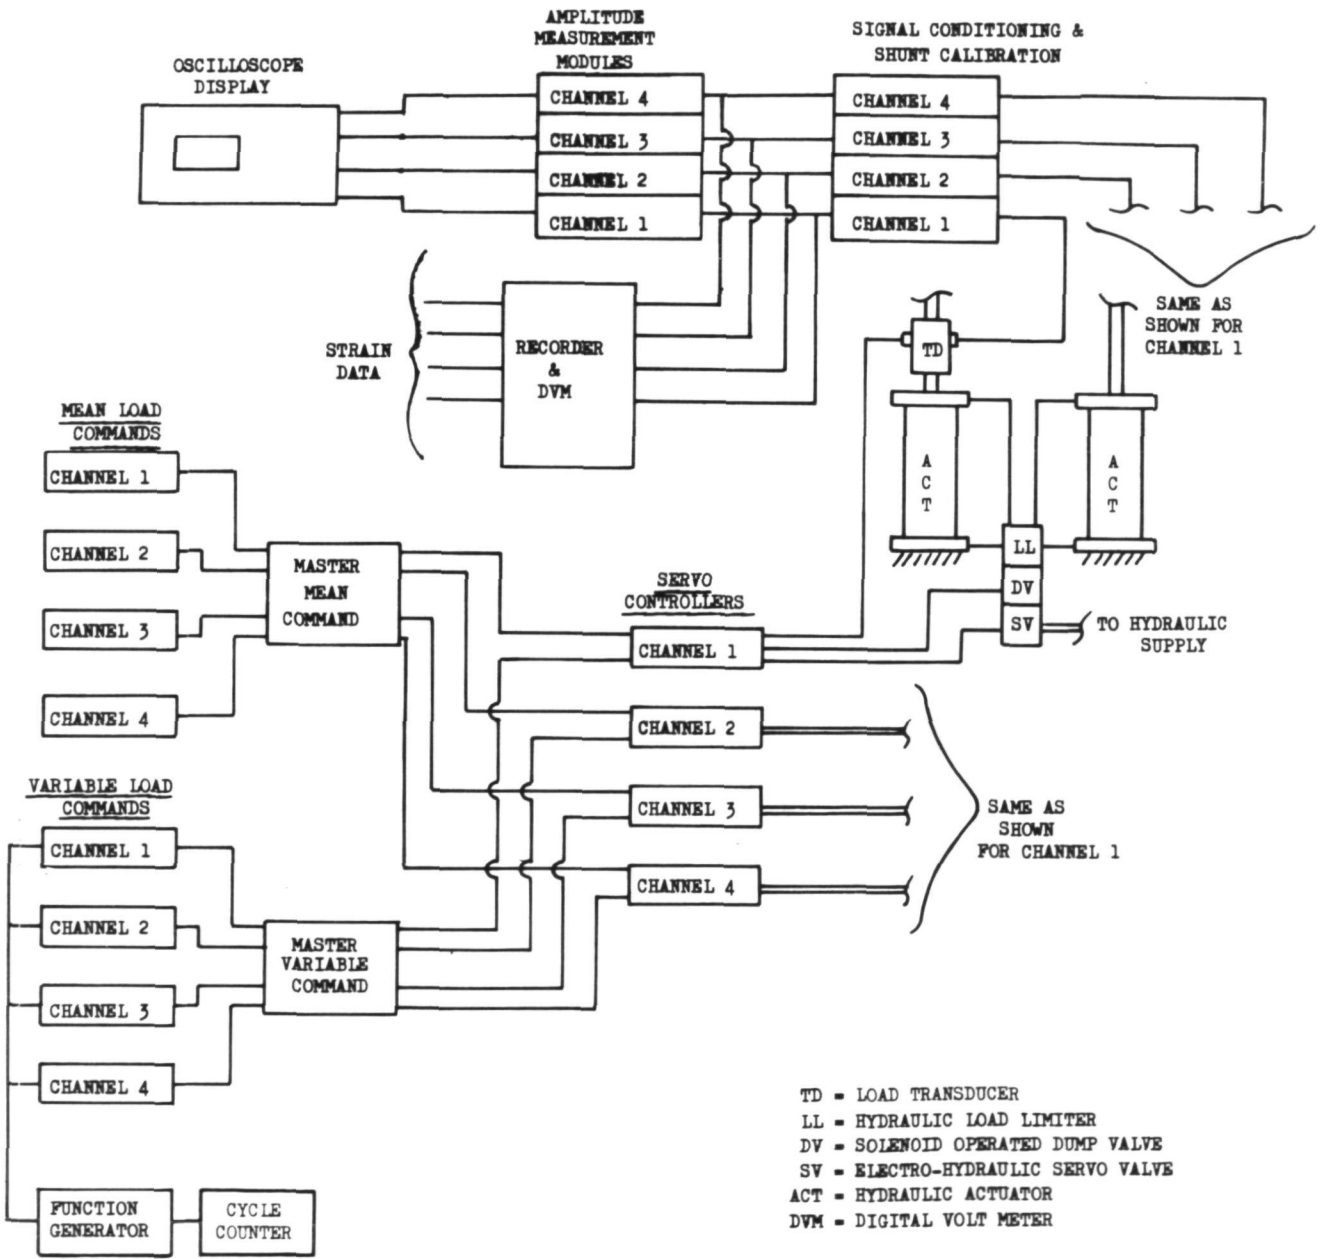 AMPLITUDE
MEASUREMENT
MODULES
SIGNAL CONDITIONING &
SHUNT CALIBRATION
OSCILLOSCOPE
DISPLAY
CHANNEL 4
CHANNEL 3
CHANNEL 2
CHANNEL 1
CHANNEL 4
CHANNEL 3
CHANNEL 2
CHANNEL 1
SAME AS
SHOWN FOR
CHANNEL 1
STRAIN
DATA
RECORDER
&
DVM
TD
A
C
T
A
C
T
LL
DV
SV
TO HYDRAULIC
SUPPLY
MEAN LOAD
COMMANDS
CHANNEL 1
CHANNEL 2
CHANNEL 3
CHANNEL 4
MASTER
MEAN
COMMAND
SERVO
CONTROLLERS
CHANNEL 1
CHANNEL 2
CHANNEL 3
CHANNEL 4
SAME AS
SHOWN
FOR CHANNEL 1
VARIABLE LOAD
COMMANDS
CHANNEL 1
CHANNEL 2
CHANNEL 3
CHANNEL 4
MASTER
VARIABLE
COMMAND
FUNCTION
GENERATOR
CYCLE
COUNTER
TD = LOAD TRANSDUCER
LL = HYDRAULIC LOAD LIMITER
DV = SOLENOID OPERATED DUMP VALVE
SV = ELECTRO-HYDRAULIC SERVO VALVE
ACT = HYDRAULIC ACTUATOR
DVM = DIGITAL VOLT METER